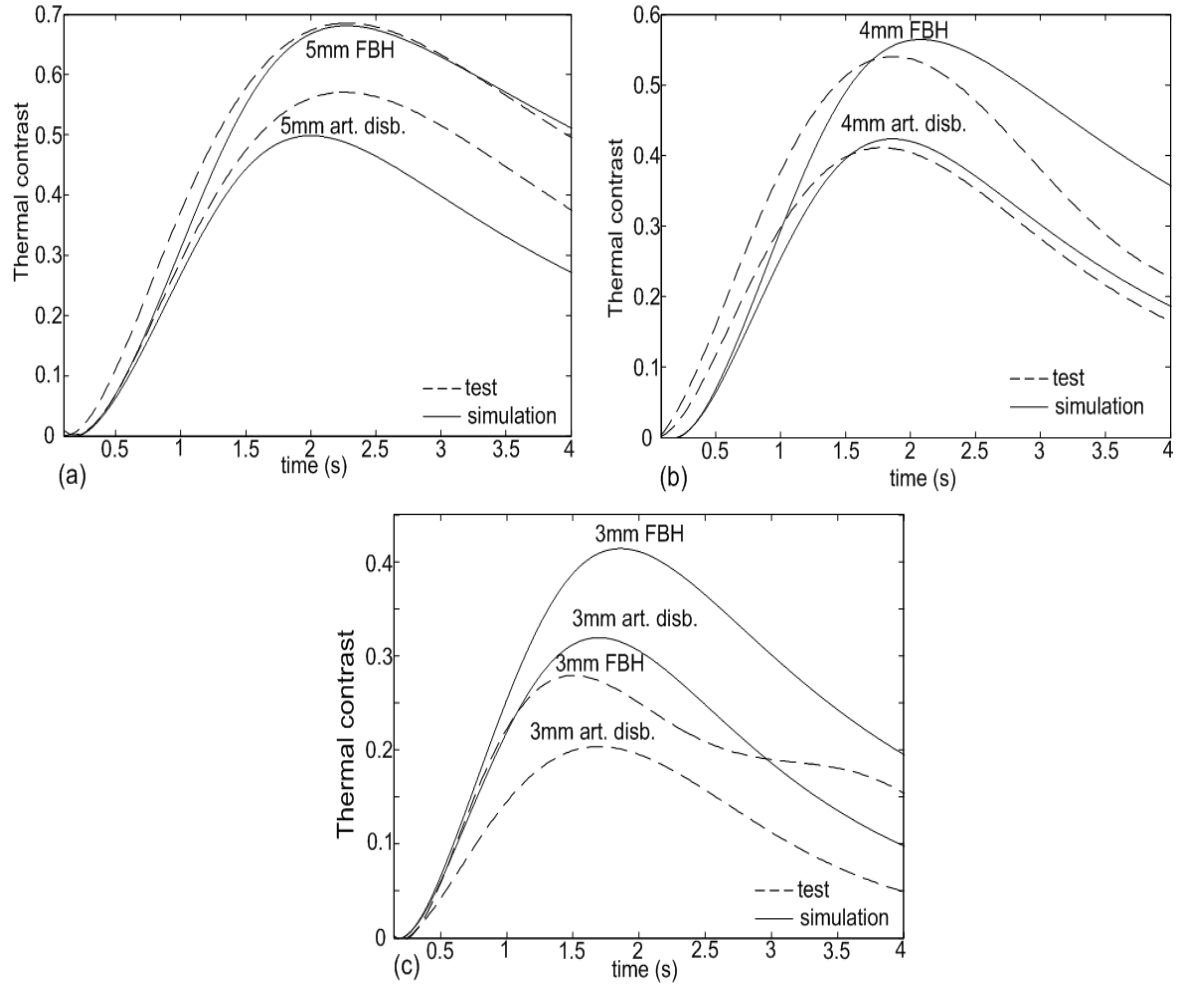 0.7
0.6
0.5
0.4
0.3
0.2
0.1
0
Thermal contrast
5mm FBH
5mm art. disb.
test
simulation
0.5 1 1.5 2 2.5 3 3.5 4
time (s)
(a)
0.6
0.5
0.4
0.3
0.2
0.1
0
Thermal contrast
4mm FBH
4mm art. disb.
test
simulation
0.5 1 1.5 2 2.5 3 3.5 4
time (s)
(b)
0.4
0.3
0.2
0.1
0
Thermal contrast
3mm FBH
3mm art. disb.
3mm FBH
3mm art. disb.
test
simulation
0.5 1 1.5 2 2.5 3 3.5 4
time (s)
(c)